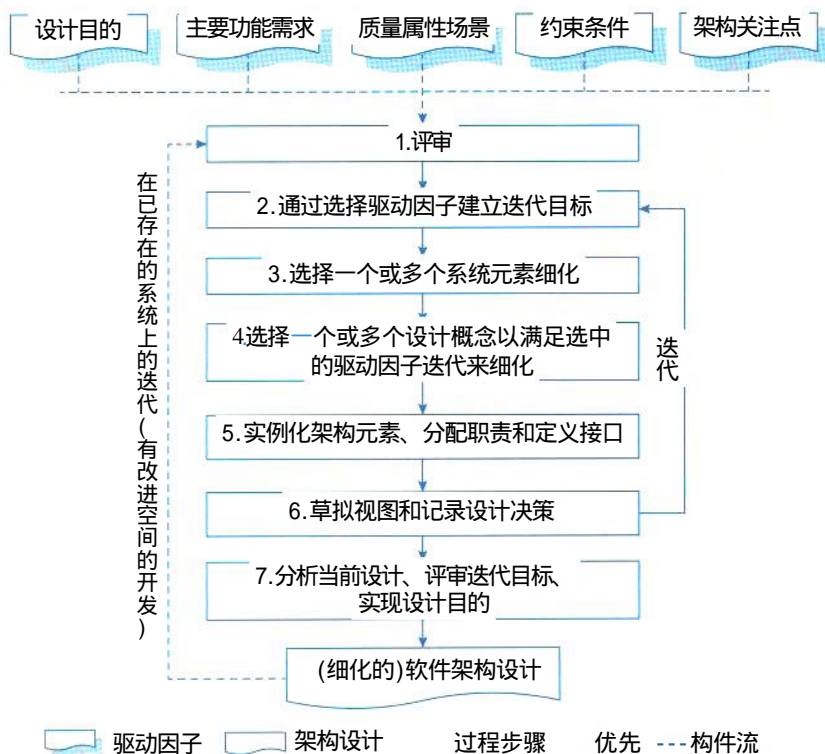 设计目的
主要功能需求
质量属性场景
约束条件
架构关注点
1.评审
2.通过选择驱动因子建立迭代目标
3.选择一个或多个系统元素细化
4选择一个或多个设计概念以满足选中
的驱动因子迭代来细化
5.实例化架构元素、分配职责和定义接口
6.草拟视图和记录设计决策
7.分析当前设计、评审迭代目标、
实现设计目的
(细化的)软件架构设计
在已存在的系统上的迭代(有改进空间的开发)
迭代
驱动因子
架构设计
过程步骤
优先
构件流